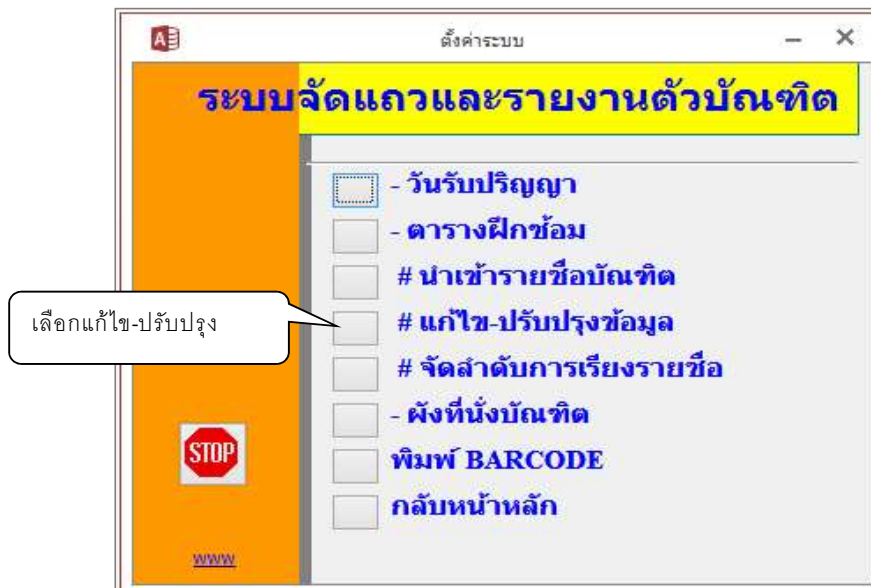 ตั้งค่าระบบ
ระบบจัดแถวและรายงานตัวบัณฑิต
- วันรับปริญญา
- ตารางฝึกซ้อม
# นำเข้ารายชื่อบัณฑิต
เลือกแก้ไข-ปรับปรุง
# แก้ไข-ปรับปรุงข้อมูล
# จัดลำดับการเรียงรายชื่อ
- ผังที่นั่งบัณฑิต
STOP
พิมพ์ BARCODE
กลับหน้าหลัก
www